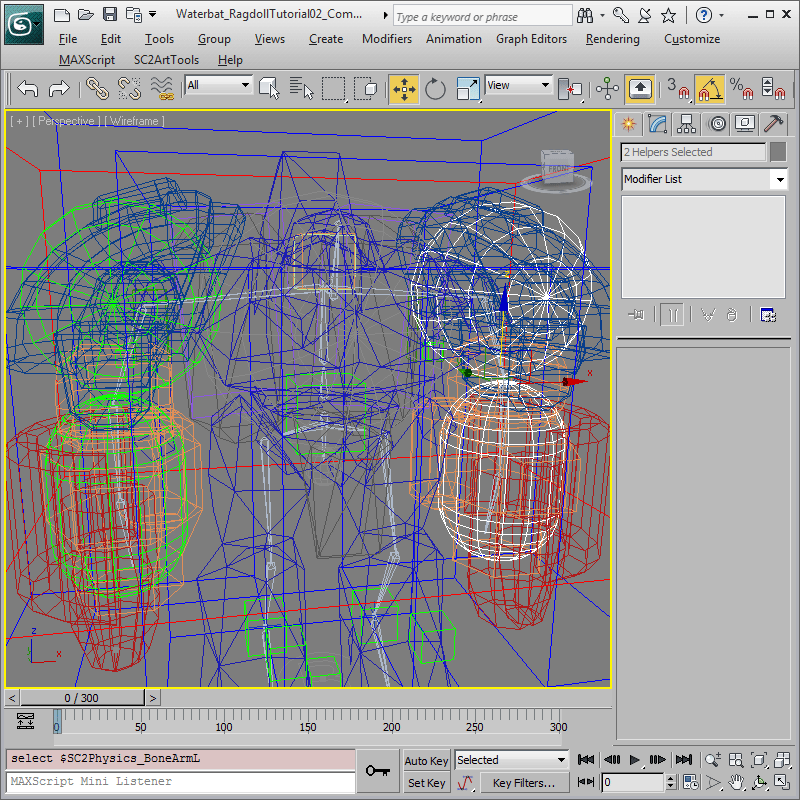 Waterbat_RagdollTutorial02_Com...
Type a keyword or phrase
File Edit Tools Group Views Create Modifiers Animation Graph Editors Rendering Customize
MAXScript SC2ArtTools Help
All
View
3
%
[ + ] [ Perspective ] [ Wireframe ]
FRONT
2 Helpers Selected
Modifier List
x
z
x
< 0 / 300 >
0 50 100 150 200 250 300
select $SC2Physics_BoneArmL
MAXScript Mini Listener
Auto Key
Selected
Set Key
Key Filters...
0